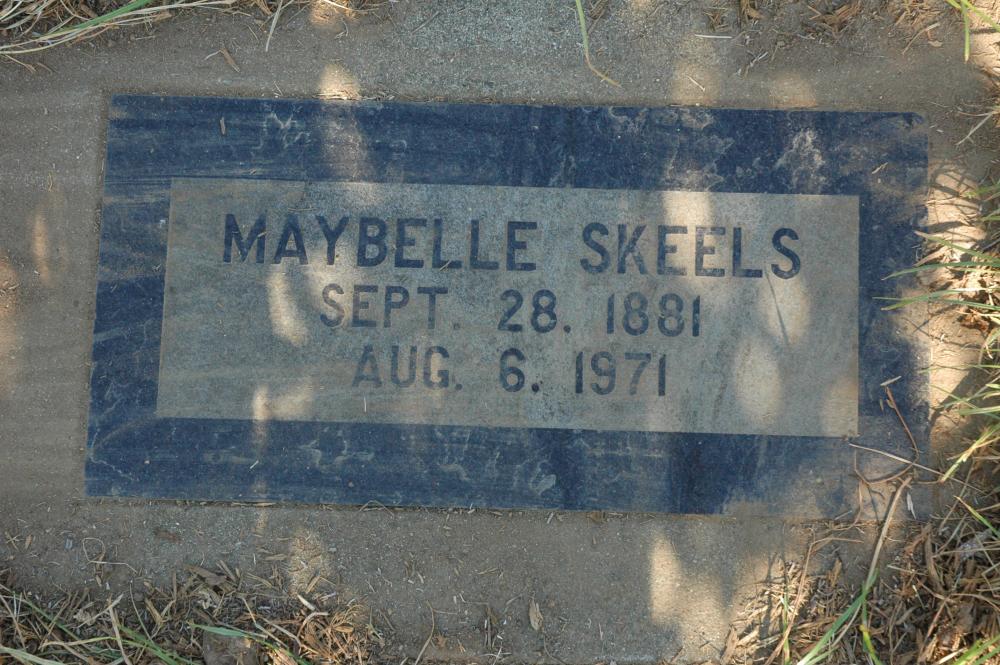 MAYBELLE SKEELS
SEPT. 28. 1881
AUG. 6. 1971